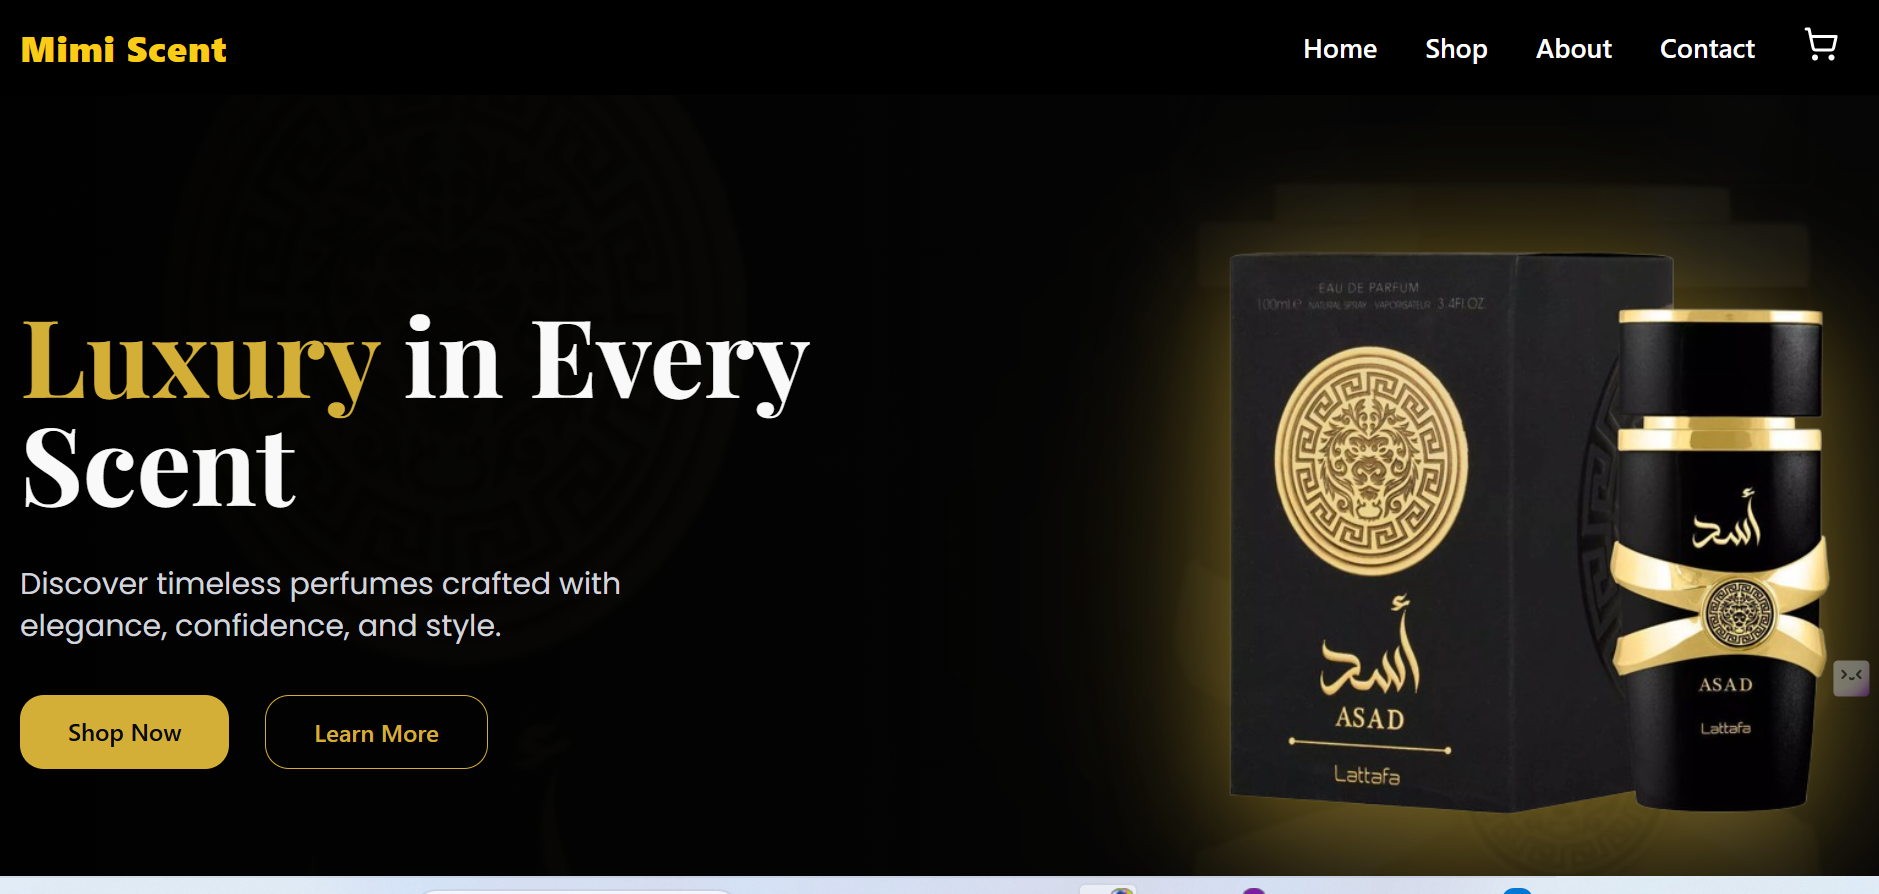 Mimi Scent
Home Shop About Contact
Luxury in Every
Scent
Discover timeless perfumes crafted with
elegance, confidence, and style.
Shop Now Learn More
EAU DE PARFUM
100ml e NATURAL SPRAY - VAPORISATEUR 3.4FL.OZ.
أسد
ASAD
Lattafa
أسد
ASAD
Lattafa